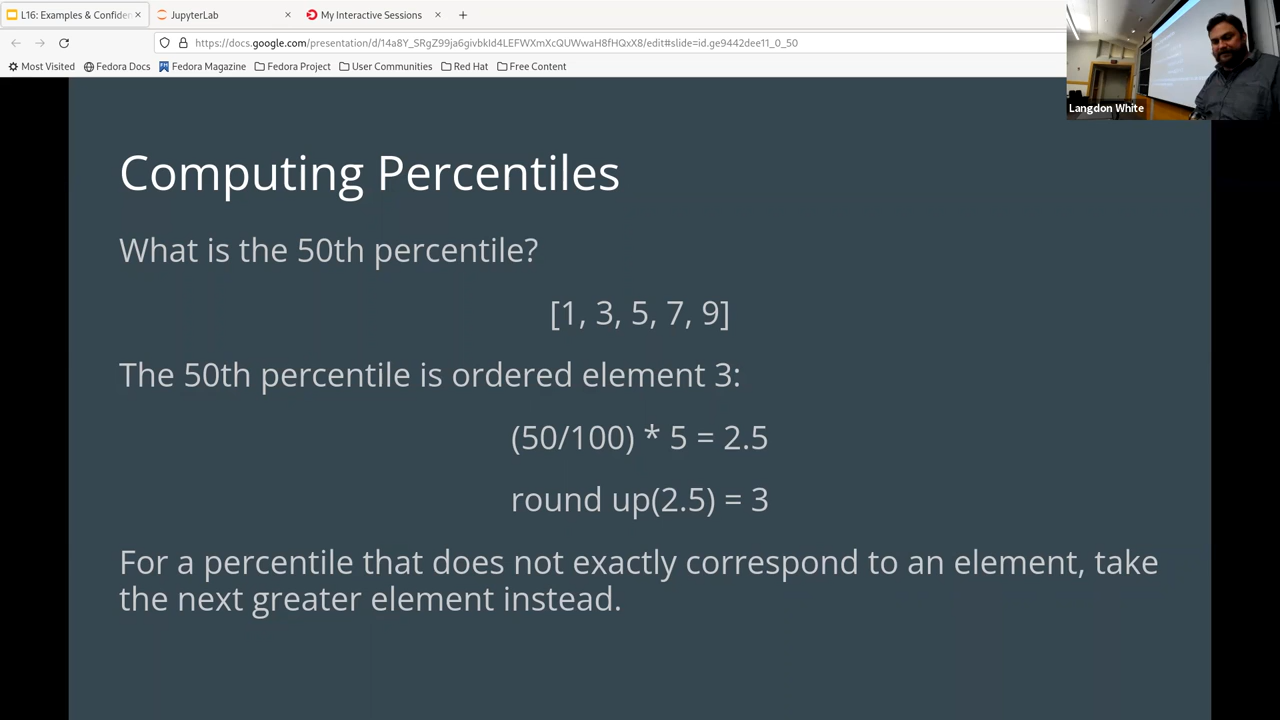 L16: Examples & Confiden
JupyterLab
My Interactive Sessions
https://docs.google.com/presentation/d/14a8Y_SRgZ99ja6givbkId4LEFWXmXcQUWwaH8fHQxX8/edit#slide=id.ge9442dee11_0_50
Most Visited Fedora Docs Fedora Magazine Fedora Project User Communities Red Hat Free Content
Langdon White
Computing Percentiles
What is the 50th percentile?
[1, 3, 5, 7, 9]
The 50th percentile is ordered element 3:
(50/100) * 5 = 2.5
round up(2.5) = 3
For a percentile that does not exactly correspond to an element, take
the next greater element instead.